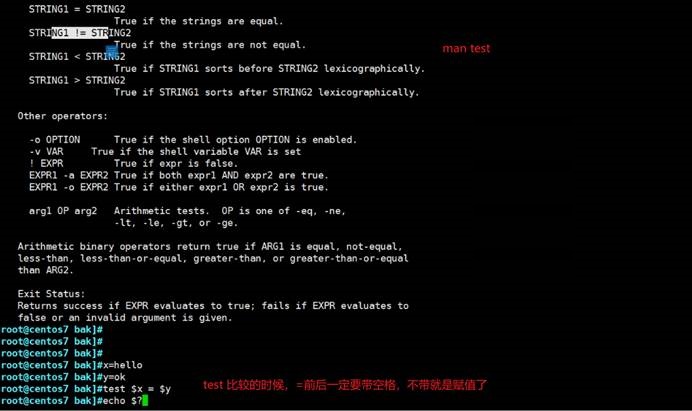 STRING1 = STRING2
True if the strings are equal.
STRING1 != STRING2
True if the strings are not equal.
man test
STRING1 < STRING2
True if STRING1 sorts before STRING2 lexicographically.
STRING1 > STRING2
True if STRING1 sorts after STRING2 lexicographically.
Other operators:
-o OPTION True if the shell option OPTION is enabled.
-v VAR True if the shell variable VAR is set
! EXPR True if expr is false.
EXPR1 -a EXPR2 True if both expr1 AND expr2 are true.
EXPR1 -o EXPR2 True if either expr1 OR expr2 is true.
arg1 OP arg2 Arithmetic tests. OP is one of -eq, -ne,
-lt, -le, -gt, or -ge.
Arithmetic binary operators return true if ARG1 is equal, not-equal,
less-than, less-than-or-equal, greater-than, or greater-than-or-equal
than ARG2.
Exit Status:
Returns success if EXPR evaluates to true; fails if EXPR evaluates to
false or an invalid argument is given.
root@centos7 bak]#
root@centos7 bak]#
root@centos7 bak]#
root@centos7 bak]#x=hello
root@centos7 bak]#y=ok
root@centos7 bak]#test $x = $y
test 比较的时候，=前后一定要带空格，不带就是赋值了
root@centos7 bak]#echo $?